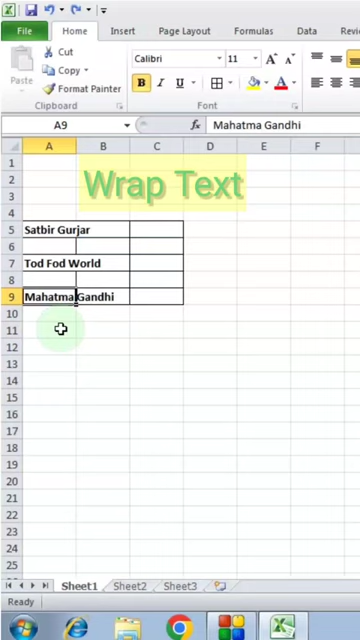 File Home Insert Page Layout Formulas Data
Cut
Copy
Format Painter
Paste
Clipboard
Calibri 11 A A
B I U A
Font
A9 fx Mahatma Gandhi
A B C D E F
1
2
Wrap Text
3
4
5 Satbir Gurjar
6
7 Tod Fod World
8
9 Mahatma Gandhi
10
11
12
13
14
15
16
17
18
19
20
21
22
23
24
25
Sheet1 Sheet2 Sheet3
Ready